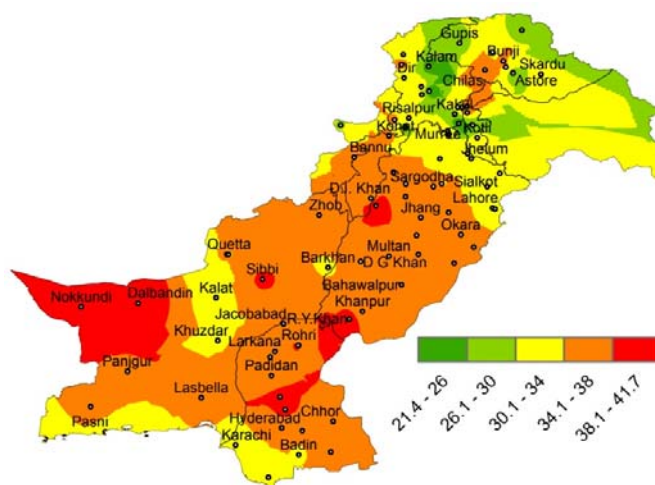 Gupis
Kalam
Bunji
Dir
Skardu
Chilas
Astore
Risalpur
Kakul
Kohat
Murree
Kotli
Bannu
Jhelum
Sargodha
Sialkot
D.I. Khan
Zhob
Lahore
Jhang
Okara
Quetta
Multan
Barkhan
D G Khan
Sibbi
Kalat
Bahawalpur
Nokkundi
Dalbandin
Khanpur
Jacobabad
R.Y.Khan
Khuzdar
Larkana
Rohri
Panjgur
Padidan
Lasbella
Pasni
Hyderabad
Chhor
Karachi
Badin
21.4 - 26
26.1 - 30
30.1 - 34
34.1 - 38
38.1 - 41.7